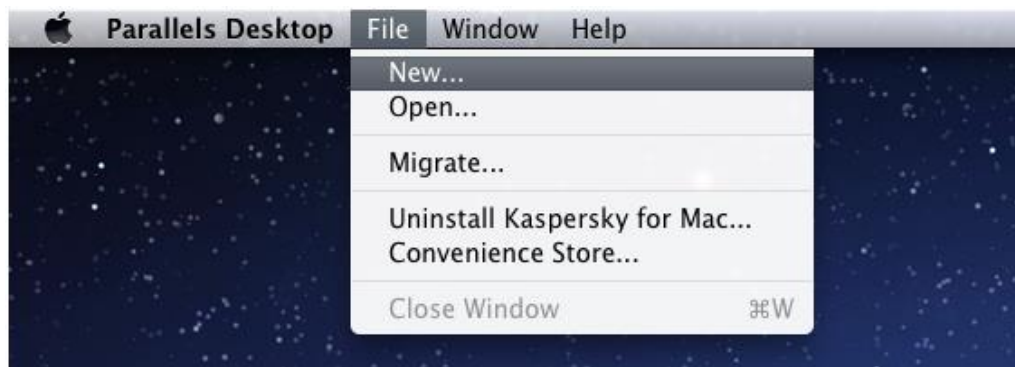 Parallels Desktop File Window Help
New...
Open...
Migrate...
Uninstall Kaspersky for Mac...
Convenience Store...
Close Window ⌘W